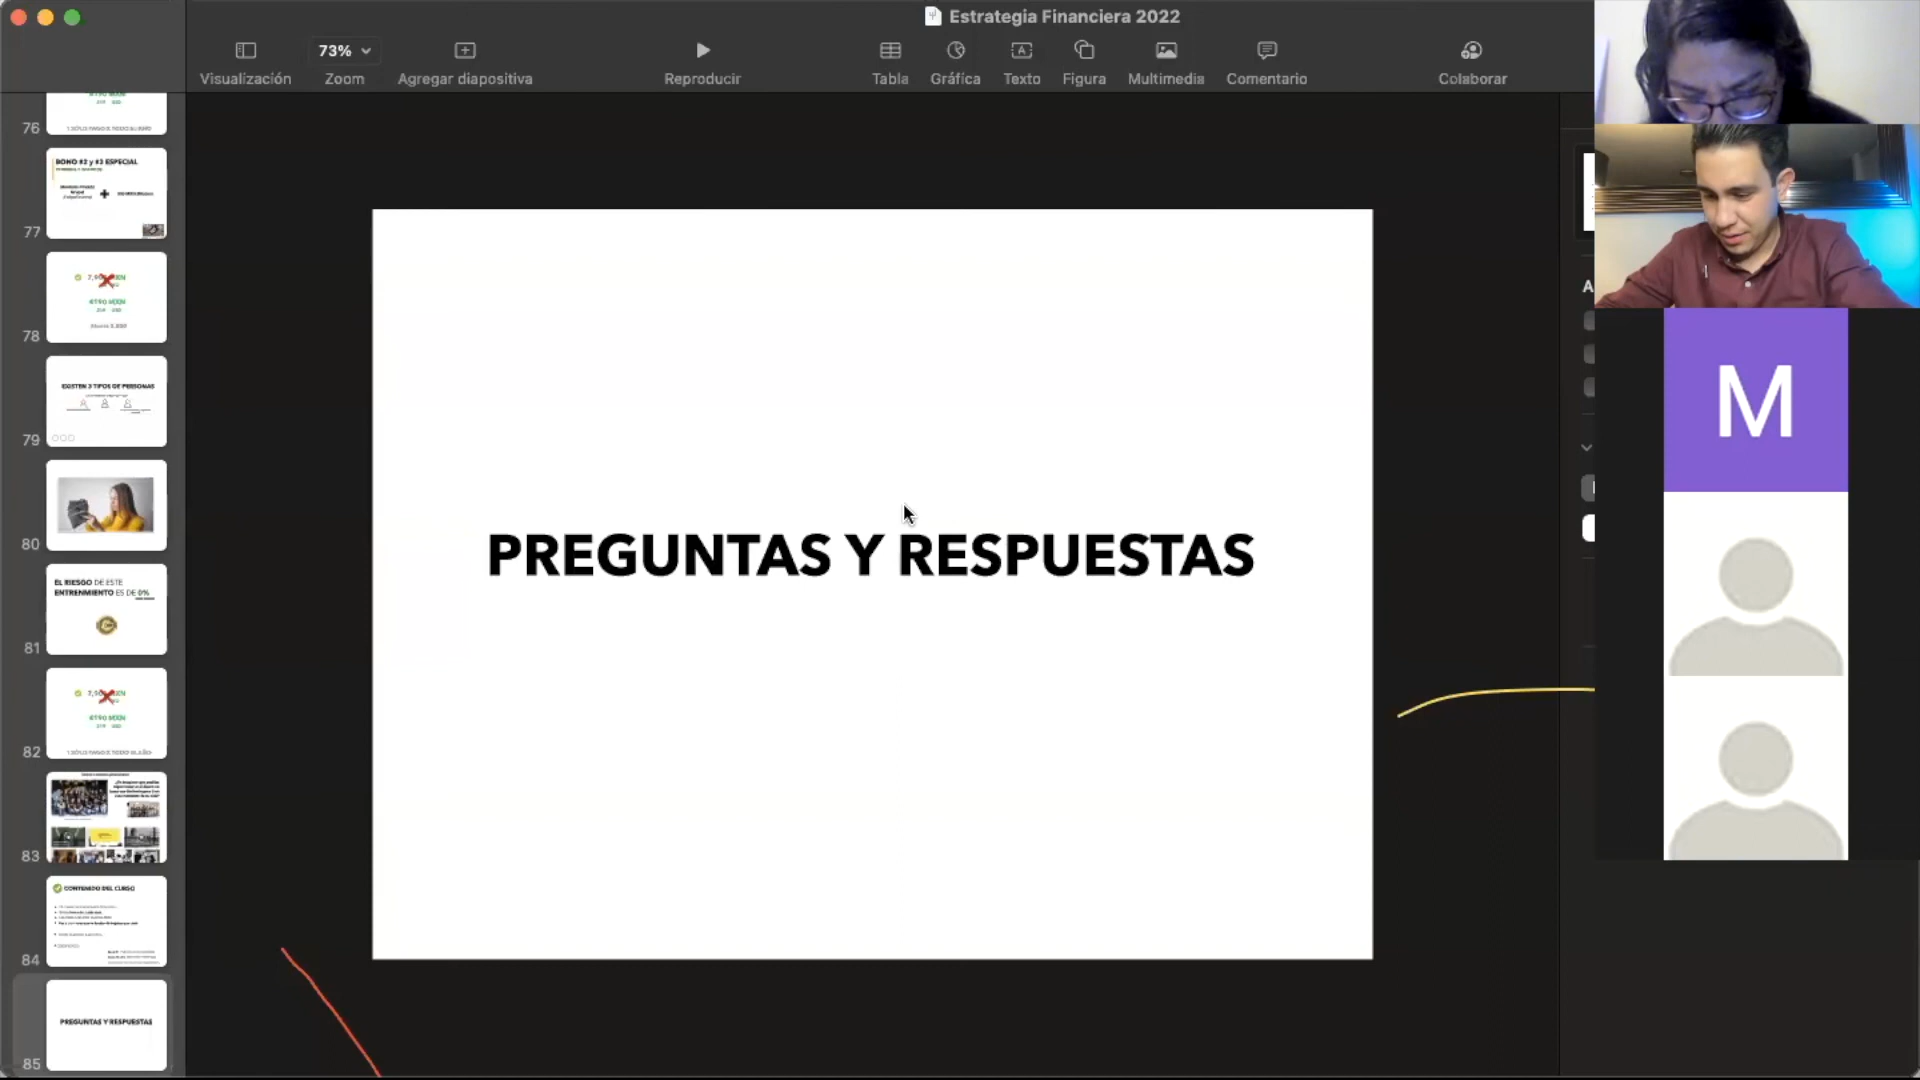 Estrategia Financiera 2022
73%
Visualización
Zoom
Agregar diapositiva
Reproducir
Tabla
Gráfica
Texto
Figura
Multimedia
Comentario
Colaborar
76
BONO #2 y #3 ESPECIAL
77
78
EXISTEN 3 TIPOS DE PERSONAS
79
80
EL RIESGO DE ESTE
ENTRENMIENTO ES DE 0%
81
82
83
CONTENIDO DEL CURSO
84
PREGUNTAS Y RESPUESTAS
85
PREGUNTAS Y RESPUESTAS
A
M